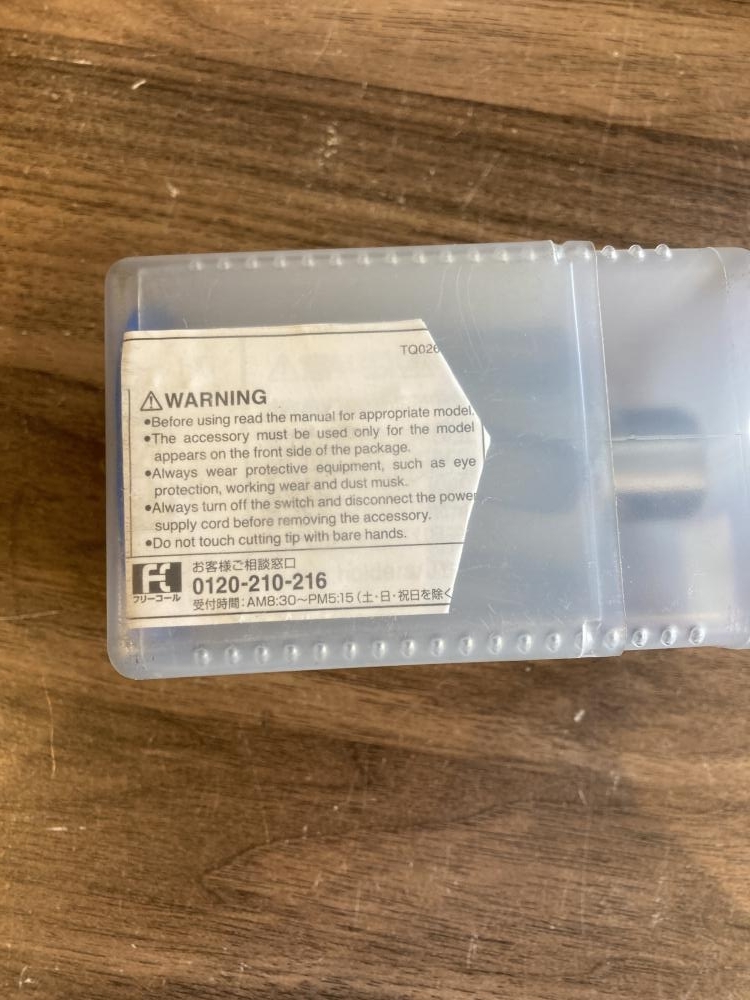 TQ026
⚠WARNING
●Before using read the manual for appropriate model.
●The accessory must be used only for the model
appears on the front side of the package.
●Always wear protective equipment, such as eye
protection, working wear and dust musk.
●Always turn off the switch and disconnect the power
supply cord before removing the accessory.
●Do not touch cutting tip with bare hands.
フリーコール
お客様ご相談窓口
0120-210-216
受付時間:AM8:30〜PM5:15(土・日・祝日を除く